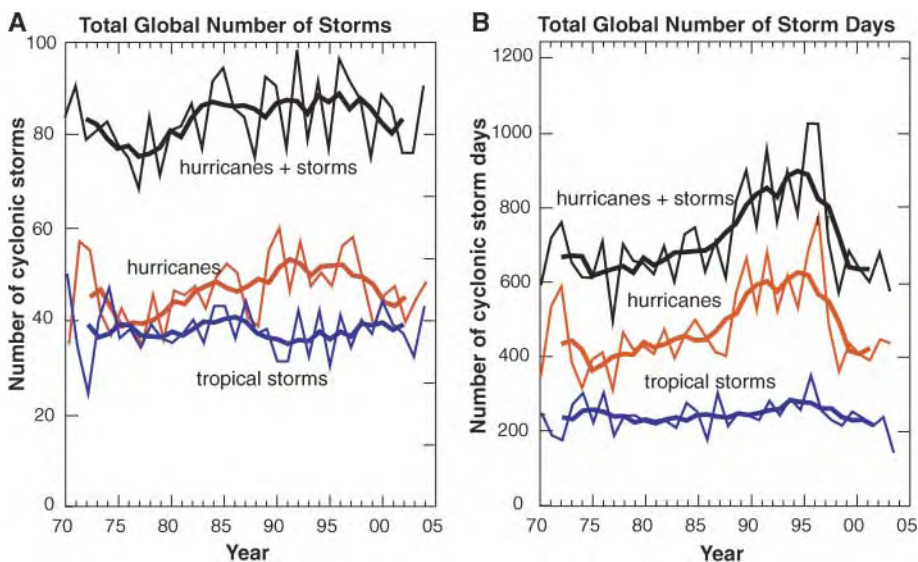 A
Total Global Number of Storms
100
80
60
40
20
0
Number of cyclonic storms
hurricanes + storms
hurricanes
tropical storms
70 75 80 85 90 95 00 05
Year
B
Total Global Number of Storm Days
1200
1000
800
600
400
200
0
Number of cyclonic storm days
hurricanes + storms
hurricanes
tropical storms
70 75 80 85 90 95 00 05
Year